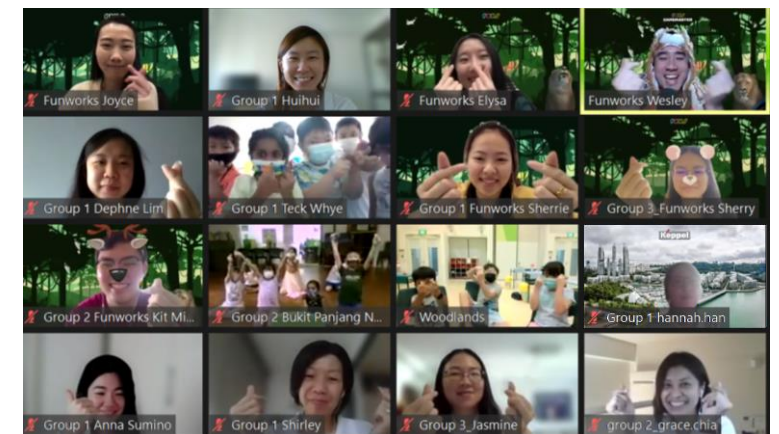 Funworks Joyce
Group 1 Huihui
Funworks Elysa
Funworks Wesley
Group 1 Dephne Lim
Group 1 Teck Whye
Group 1 Funworks Sherrie
Group 3_Funworks Sherry
Group 2 Funworks Kit Mi...
Group 2 Bukit Panjang N...
Woodlands
Keppel
Group 1 hannah.han
Group 1 Anna Sumino
Group 1 Shirley
Group 3_Jasmine
group 2_grace.chia